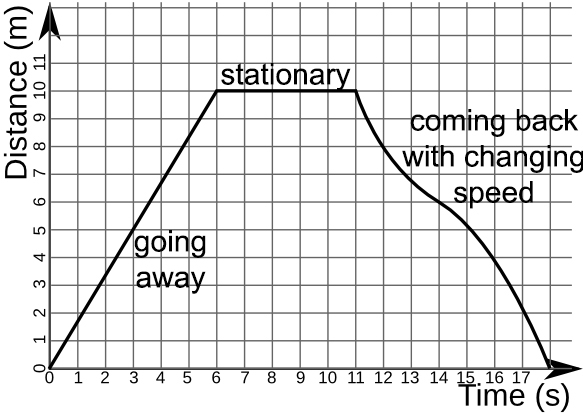 Distance (m)
11
10
9
8
7
6
5
4
3
2
1
0
stationary
coming back
with changing
speed
going
away
0 1 2 3 4 5 6 7 8 9 10 11 12 13 14 15 16 17
Time (s)